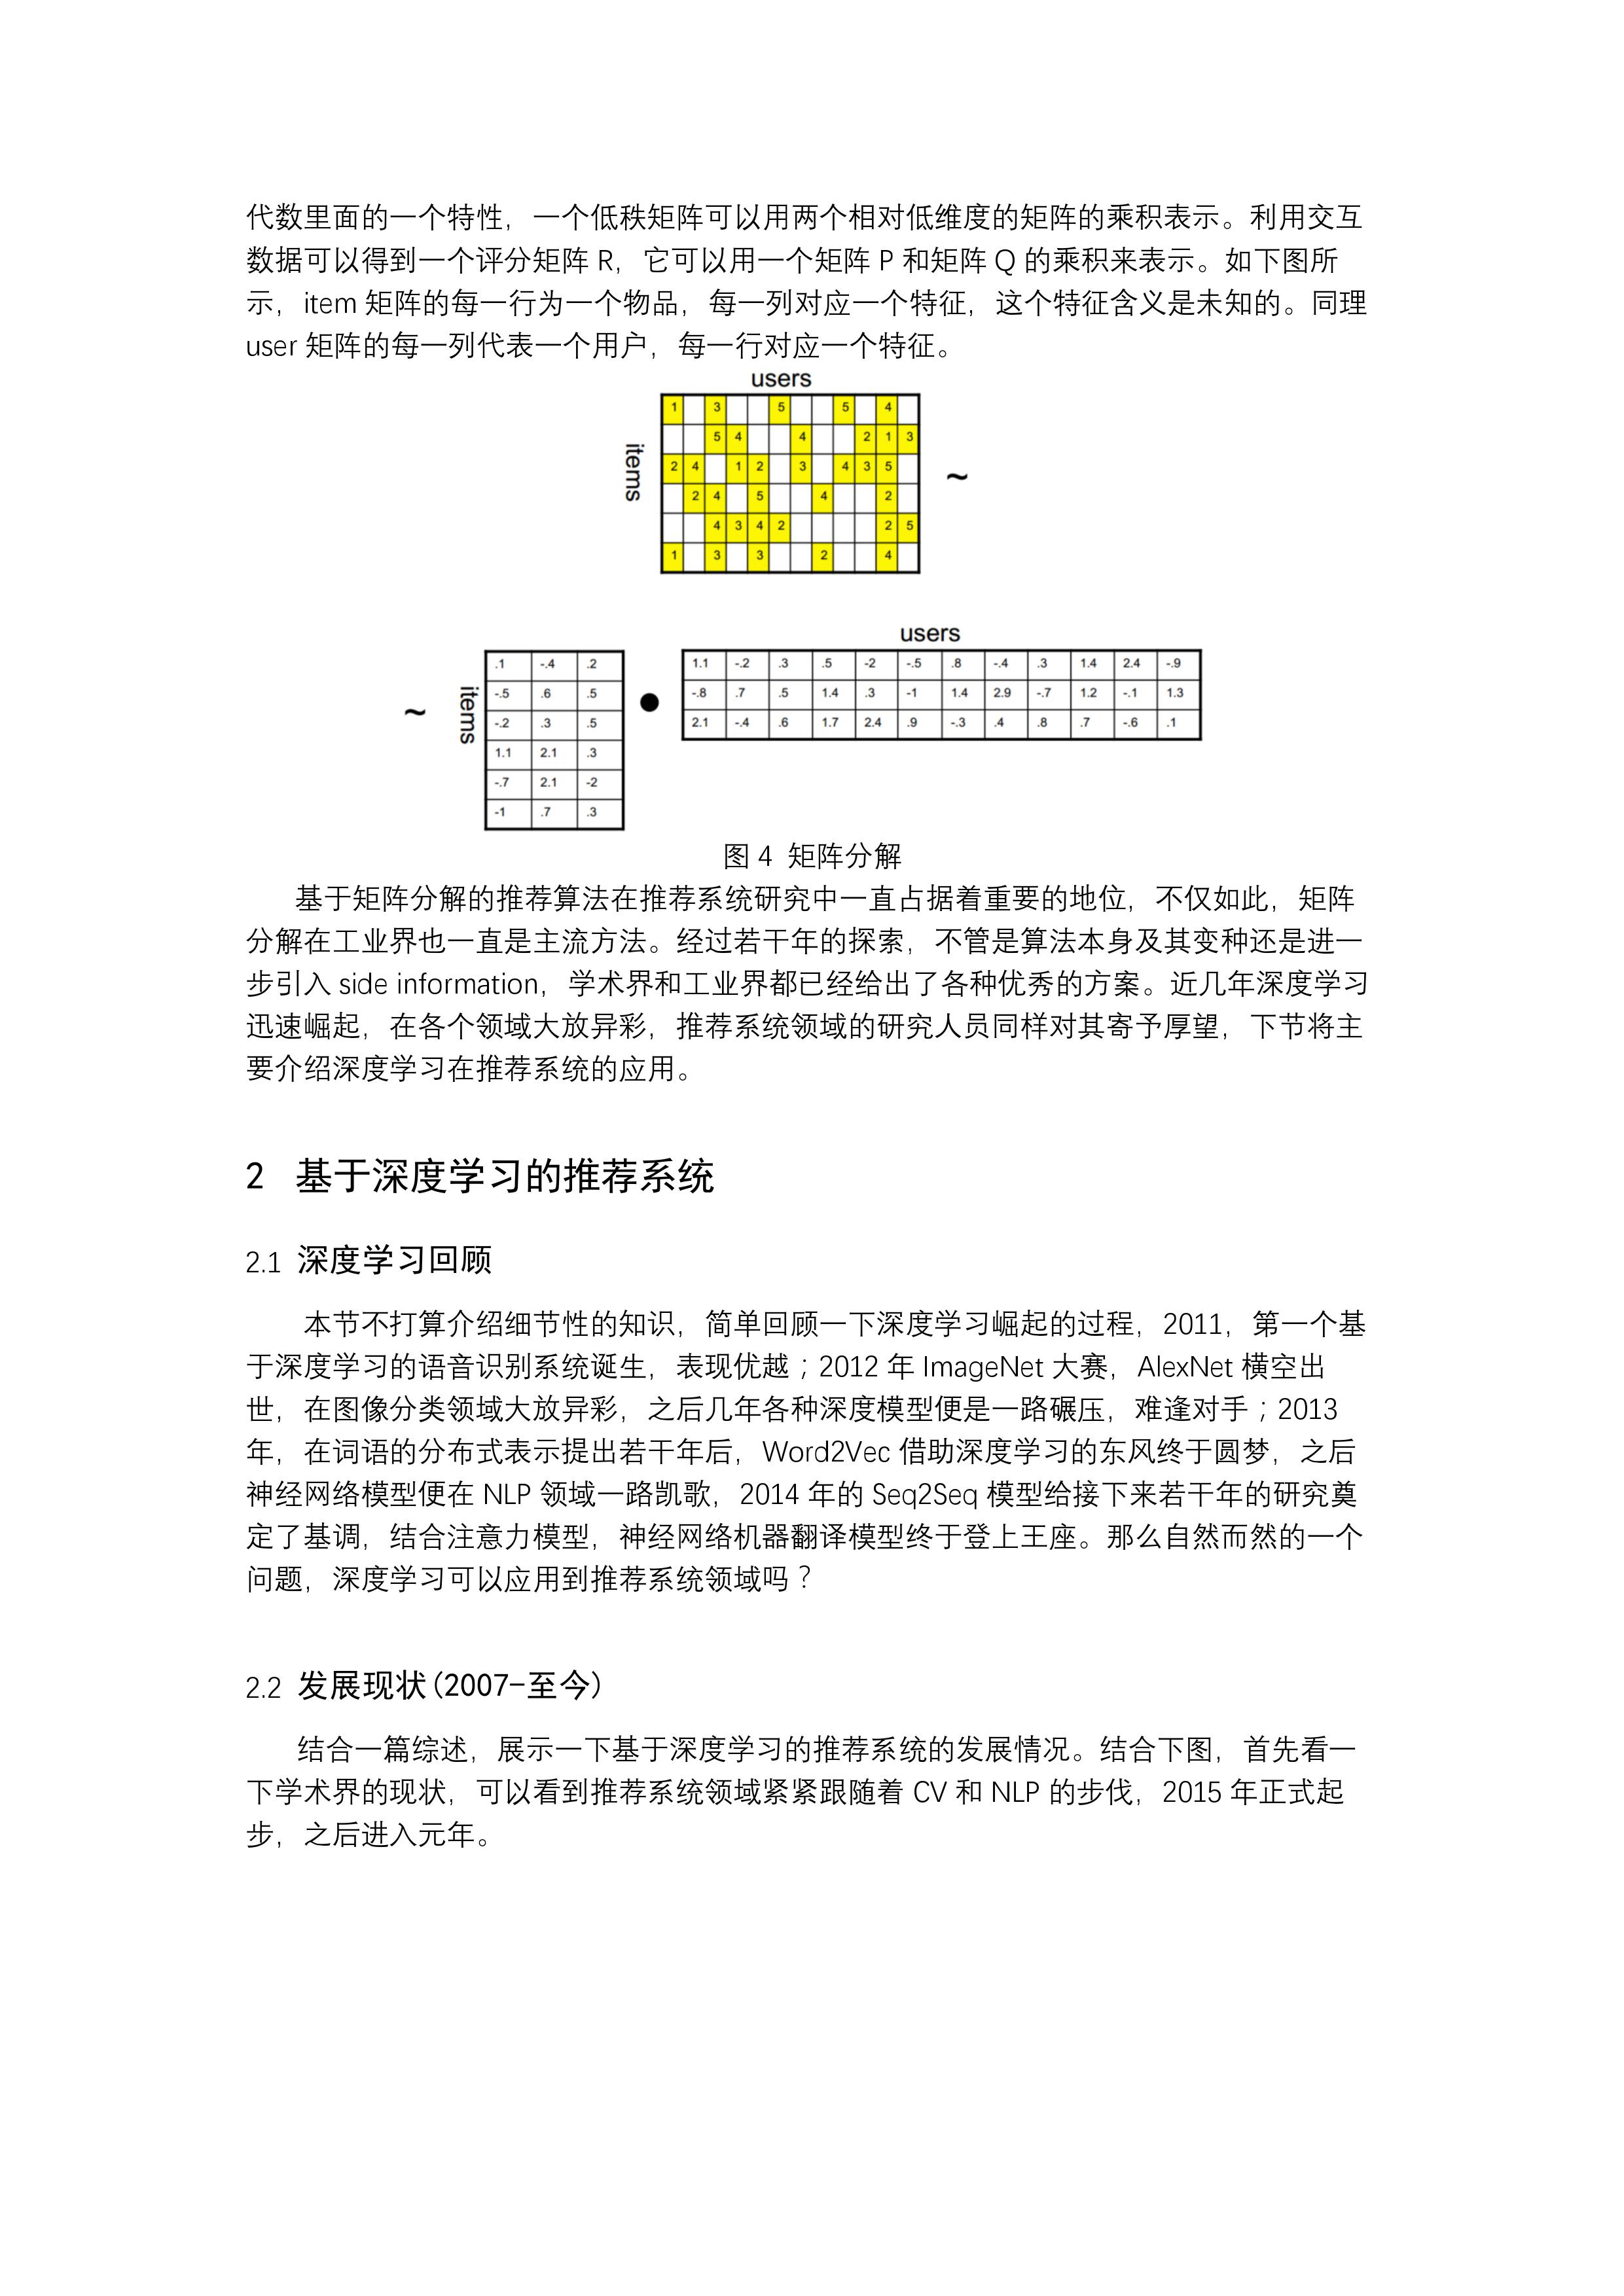 代数里面的一个特性，一个低秩矩阵可以用两个相对低维度的矩阵的乘积表示。利用交互
数据可以得到一个评分矩阵 R，它可以用一个矩阵 P 和矩阵 Q 的乘积来表示。如下图所
示，item 矩阵的每一行为一个物品，每一列对应一个特征，这个特征含义是未知的。同理
user 矩阵的每一列代表一个用户，每一行对应一个特征。
users
items
1 3 5 5 4
5 4 4 2 1 3
2 4 1 2 3 4 3 5
2 4 5 4 2
4 3 4 2 2 5
1 3 3 2 4
~
~
items
.1 -.4 .2
-.5 .6 .5
-.2 .3 .5
1.1 2.1 .3
-.7 2.1 -2
-1 .7 .3
●
users
1.1 -.2 .3 .5 -2 -.5 .8 -.4 .3 1.4 2.4 -.9
-.8 .7 .5 1.4 .3 -1 1.4 2.9 -.7 1.2 -.1 1.3
2.1 -.4 .6 1.7 2.4 .9 -.3 .4 .8 .7 -.6 .1
图 4 矩阵分解
基于矩阵分解的推荐算法在推荐系统研究中一直占据着重要的地位，不仅如此，矩阵
分解在工业界也一直是主流方法。经过若干年的探索，不管是算法本身及其变种还是进一
步引入 side information，学术界和工业界都已经给出了各种优秀的方案。近几年深度学习
迅速崛起，在各个领域大放异彩，推荐系统领域的研究人员同样对其寄予厚望，下节将主
要介绍深度学习在推荐系统的应用。
2 基于深度学习的推荐系统
2.1 深度学习回顾
本节不打算介绍细节性的知识，简单回顾一下深度学习崛起的过程，2011，第一个基
于深度学习的语音识别系统诞生，表现优越；2012 年 ImageNet 大赛，AlexNet 横空出
世，在图像分类领域大放异彩，之后几年各种深度模型便是一路碾压，难逢对手；2013
年，在词语的分布式表示提出若干年后，Word2Vec 借助深度学习的东风终于圆梦，之后
神经网络模型便在 NLP 领域一路凯歌，2014 年的 Seq2Seq 模型给接下来若干年的研究奠
定了基调，结合注意力模型，神经网络机器翻译模型终于登上王座。那么自然而然的一个
问题，深度学习可以应用到推荐系统领域吗？
2.2 发展现状(2007-至今)
结合一篇综述，展示一下基于深度学习的推荐系统的发展情况。结合下图，首先看一
下学术界的现状，可以看到推荐系统领域紧紧跟随着 CV 和 NLP 的步伐，2015 年正式起
步，之后进入元年。